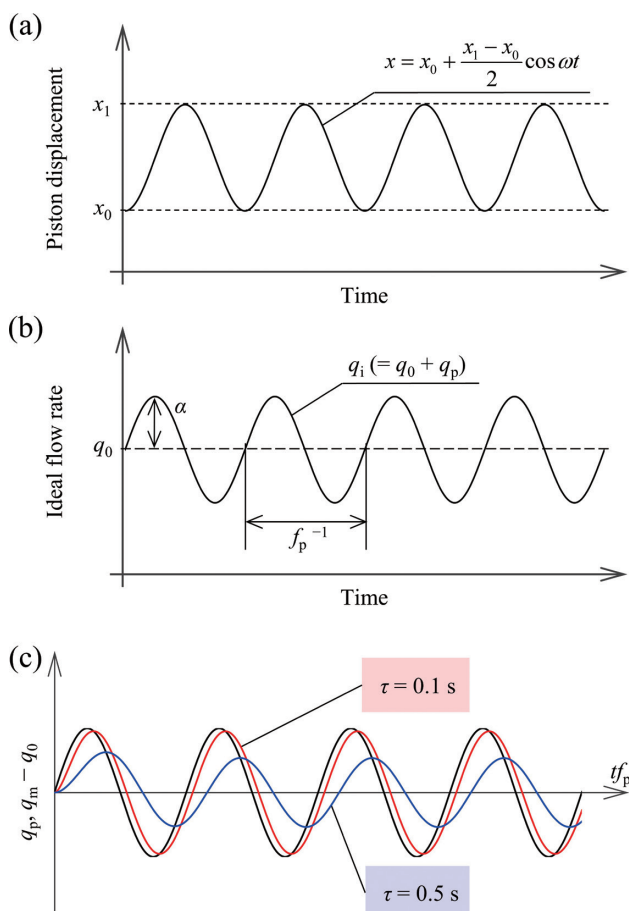 (a)
Piston displacement
x = x₀ + (x₁ − x₀)/2 cos ωt
x₁
x₀
Time
(b)
Ideal flow rate
qᵢ (= q₀ + qₚ)
α
q₀
fₚ⁻¹
Time
(c)
qₚ, qₘ − q₀
τ = 0.1 s
tfₚ
τ = 0.5 s